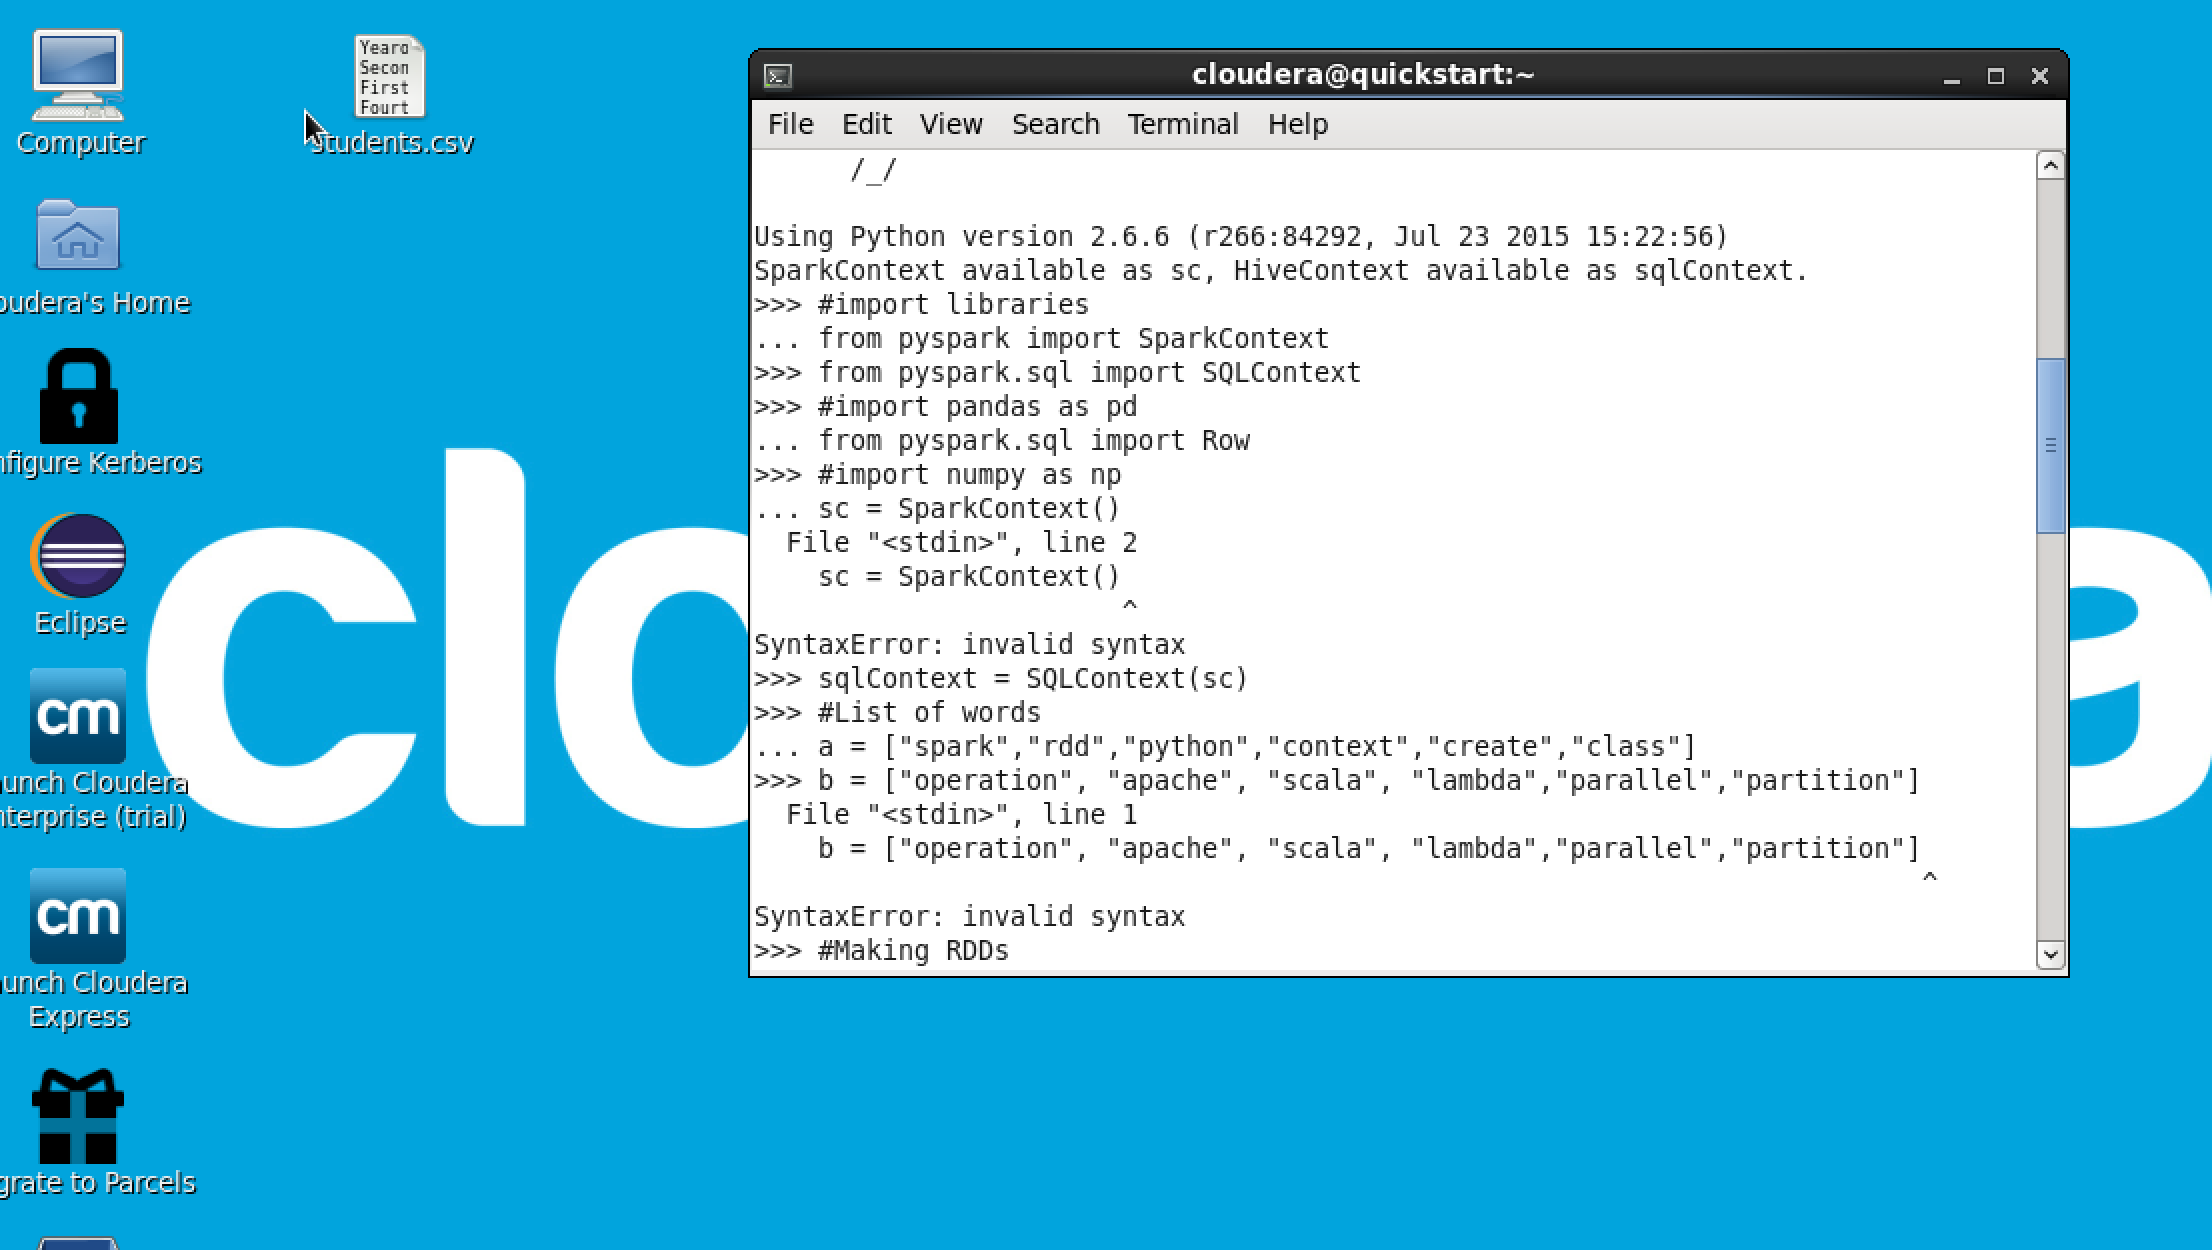 Yearo
Secon
First
Fourt
Computer
students.csv
oudera's Home
nfigure Kerberos
Eclipse
cm
unch Cloudera
nterprise (trial)
cm
unch Cloudera
Express
grate to Parcels
clo
a
cloudera@quickstart:~
File Edit View Search Terminal Help
      /_/
Using Python version 2.6.6 (r266:84292, Jul 23 2015 15:22:56)
SparkContext available as sc, HiveContext available as sqlContext.
>>> #import libraries
... from pyspark import SparkContext
>>> from pyspark.sql import SQLContext
>>> #import pandas as pd
... from pyspark.sql import Row
>>> #import numpy as np
... sc = SparkContext()
  File "<stdin>", line 2
    sc = SparkContext()
                       ^
SyntaxError: invalid syntax
>>> sqlContext = SQLContext(sc)
>>> #List of words
... a = ["spark","rdd","python","context","create","class"]
>>> b = ["operation", "apache", "scala", "lambda","parallel","partition"]
  File "<stdin>", line 1
    b = ["operation", "apache", "scala", "lambda","parallel","partition"]
                                                                         ^
SyntaxError: invalid syntax
>>> #Making RDDs